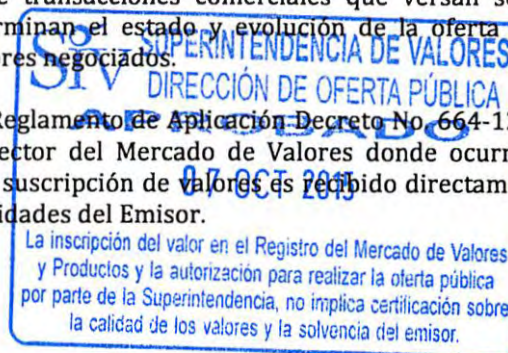 transacciones comerciales que versan
erminan el estado y evolución de la oferta
ores negociados.
SIV SUPERINTENDENCIA DE VALORES
DIRECCIÓN DE OFERTA PÚBLICA
APROBADO
Reglamento de Aplicación Decreto No. 664-12
ector del Mercado de Valores donde ocurr
suscripción de valores es recibido directam
07 OCT 2015
idades del Emisor.
La inscripción del valor en el Registro del Mercado de Valores
y Productos y la autorización para realizar la oferta pública
por parte de la Superintendencia, no implica certificación sobre
la calidad de los valores y la solvencia del emisor.